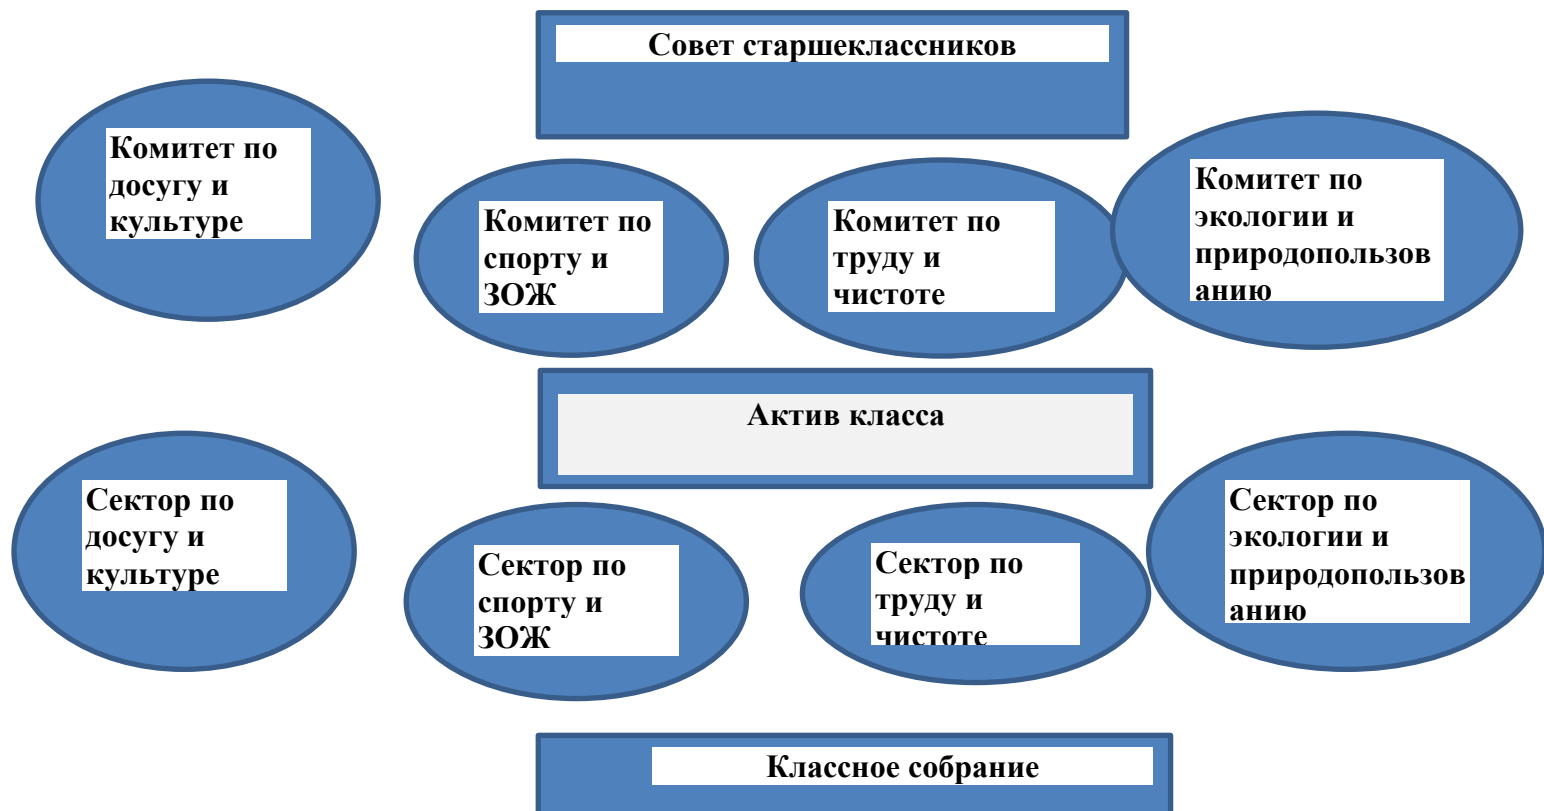 Совет старшеклассников
Комитет по
досугу и
культуре
Комитет по
спорту и
ЗОЖ
Комитет по
труду и
чистоте
Комитет по
экологии и
природопользов
анию
Актив класса
Сектор по
досугу и
культуре
Сектор по
спорту и
ЗОЖ
Сектор по
труду и
чистоте
Сектор по
экологии и
природопользов
анию
Классное собрание